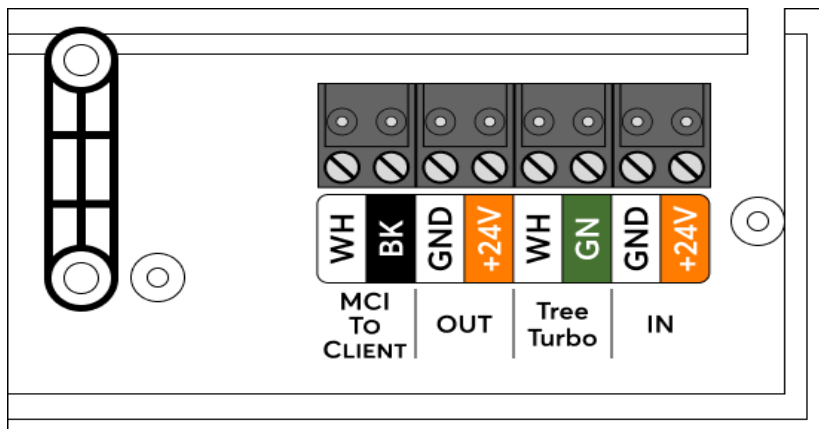 WH BK GND +24V WH GN GND +24V
MCI TO CLIENT
OUT
Tree Turbo
IN